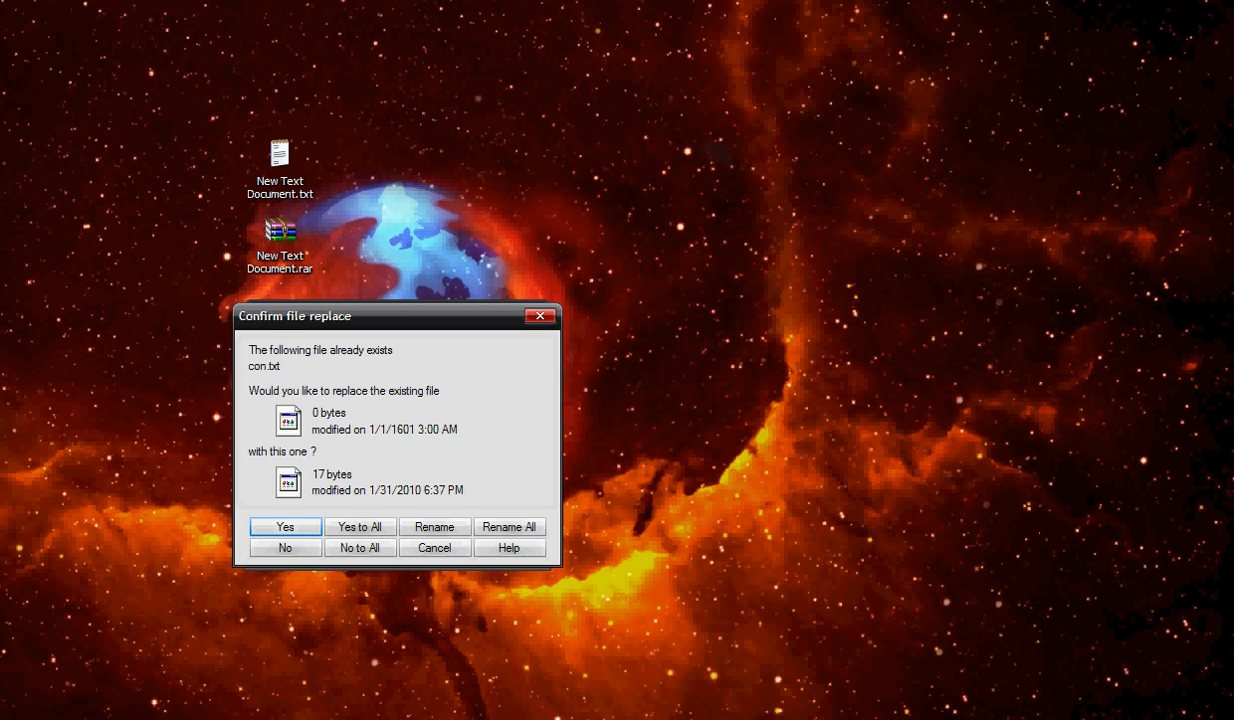 New Text
Document.txt
New Text
Document.rar
Confirm file replace
The following file already exists
con.txt
Would you like to replace the existing file
0 bytes
modified on 1/1/1601 3:00 AM
with this one ?
17 bytes
modified on 1/31/2010 6:37 PM
Yes
Yes to All
Rename
Rename All
No
No to All
Cancel
Help